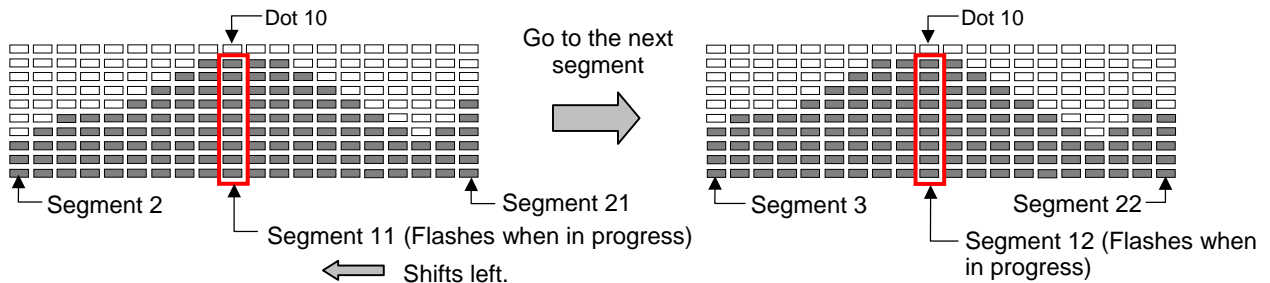 Dot 10
Segment 2
Segment 21
Segment 11 (Flashes when in progress)
Shifts left.
Go to the next
segment
Dot 10
Segment 3
Segment 22
Segment 12 (Flashes when
in progress)